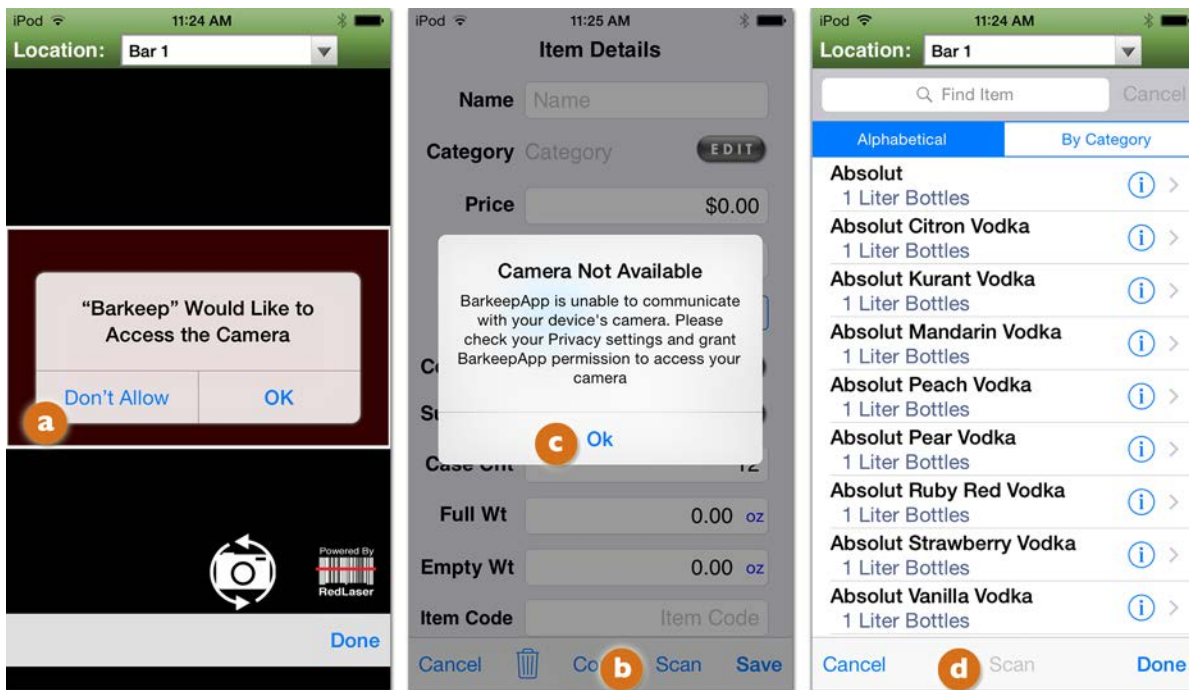 iPod 11:24 AM
Location: Bar 1
“Barkeep” Would Like to
Access the Camera
Don’t Allow OK
a
Powered By
RedLaser
Done
iPod 11:25 AM
Item Details
Name Name
Category Category EDIT
Price $0.00
Camera Not Available
BarkeepApp is unable to communicate
with your device's camera. Please
check your Privacy settings and grant
BarkeepApp permission to access your
camera
c Ok
Case Cnt 12
Full Wt 0.00 oz
Empty Wt 0.00 oz
Item Code Item Code
Cancel Co b Scan Save
iPod 11:24 AM
Location: Bar 1
Find Item Cancel
Alphabetical By Category
Absolut
1 Liter Bottles
Absolut Citron Vodka
1 Liter Bottles
Absolut Kurant Vodka
1 Liter Bottles
Absolut Mandarin Vodka
1 Liter Bottles
Absolut Peach Vodka
1 Liter Bottles
Absolut Pear Vodka
1 Liter Bottles
Absolut Ruby Red Vodka
1 Liter Bottles
Absolut Strawberry Vodka
1 Liter Bottles
Absolut Vanilla Vodka
1 Liter Bottles
Cancel d Scan Done